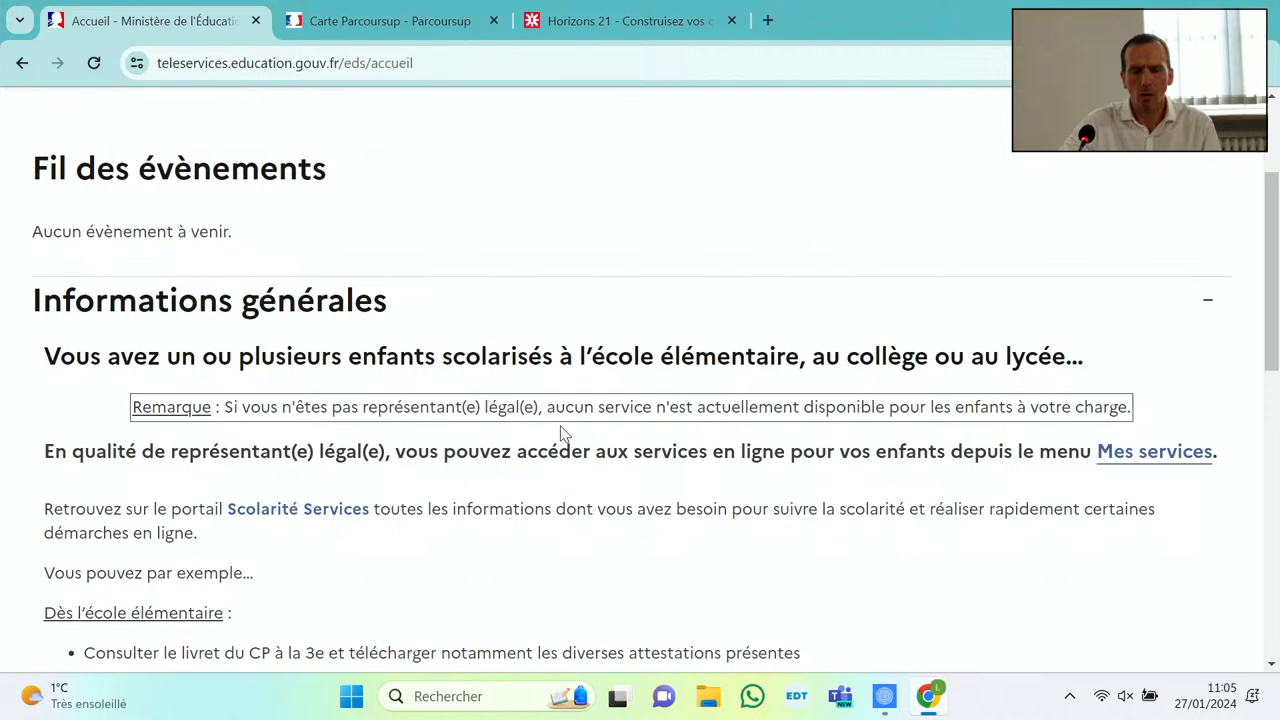 Accueil - Ministère de l'Éducati
Carte Parcoursup - Parcoursup
Horizons 21 - Construisez vos c
teleservices.education.gouv.fr/eds/accueil
Fil des évènements
Aucun évènement à venir.
Informations générales
Vous avez un ou plusieurs enfants scolarisés à l'école élémentaire, au collège ou au lycée...
Remarque : Si vous n'êtes pas représentant(e) légal(e), aucun service n'est actuellement disponible pour les enfants à votre charge.
En qualité de représentant(e) légal(e), vous pouvez accéder aux services en ligne pour vos enfants depuis le menu Mes services.
Retrouvez sur le portail Scolarité Services toutes les informations dont vous avez besoin pour suivre la scolarité et réaliser rapidement certaines
démarches en ligne.
Vous pouvez par exemple...
Dès l'école élémentaire :
• Consulter le livret du CP à la 3e et télécharger notamment les diverses attestations présentes
1°C
Très ensoleillé
Rechercher
EDT
NEW
L
11:05
27/01/2024